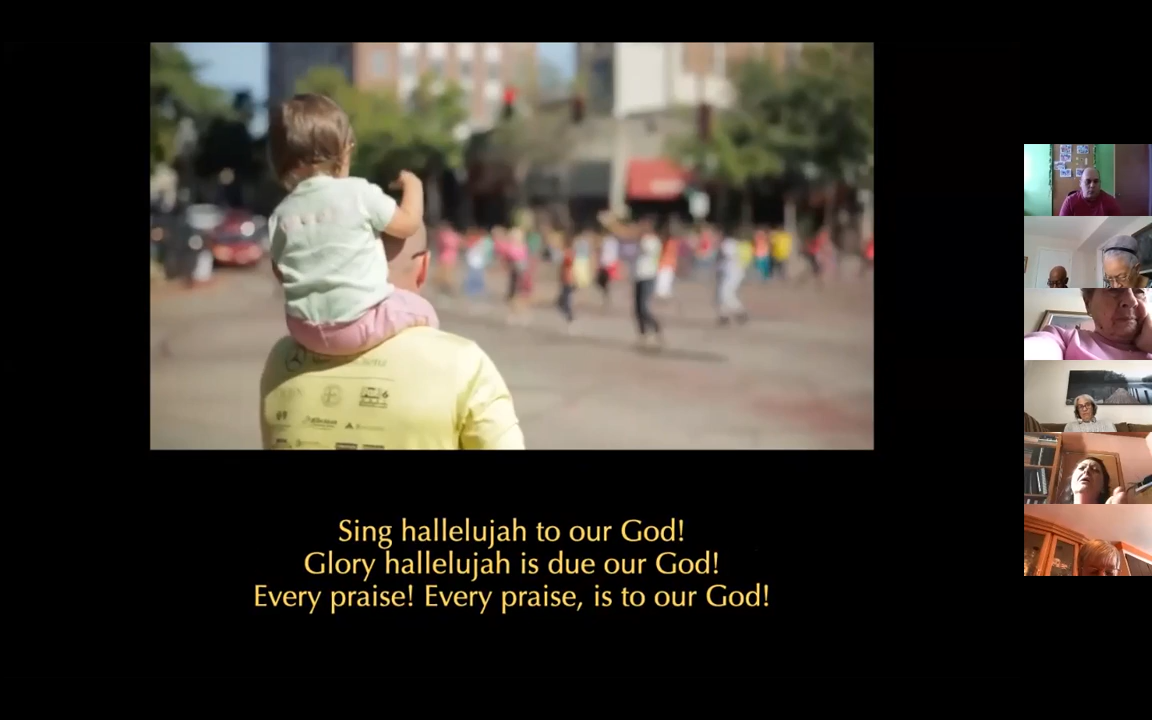 Sing hallelujah to our God!
Glory hallelujah is due our God!
Every praise! Every praise, is to our God!